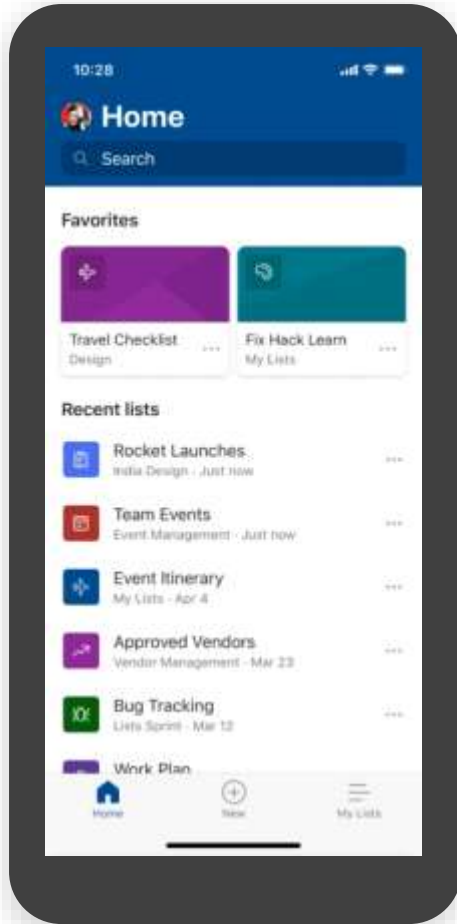 10:28
Home
Search
Favorites
Travel Checklist
Design
Fix Hack Learn
My Lists
Recent lists
Rocket Launches
India Design · Just now
Team Events
Event Management · Just now
Event Itinerary
My Lists · Apr 4
Approved Vendors
Vendor Management · Mar 23
Bug Tracking
Lists Sprint · Mar 12
Work Plan
Home
New
My Lists